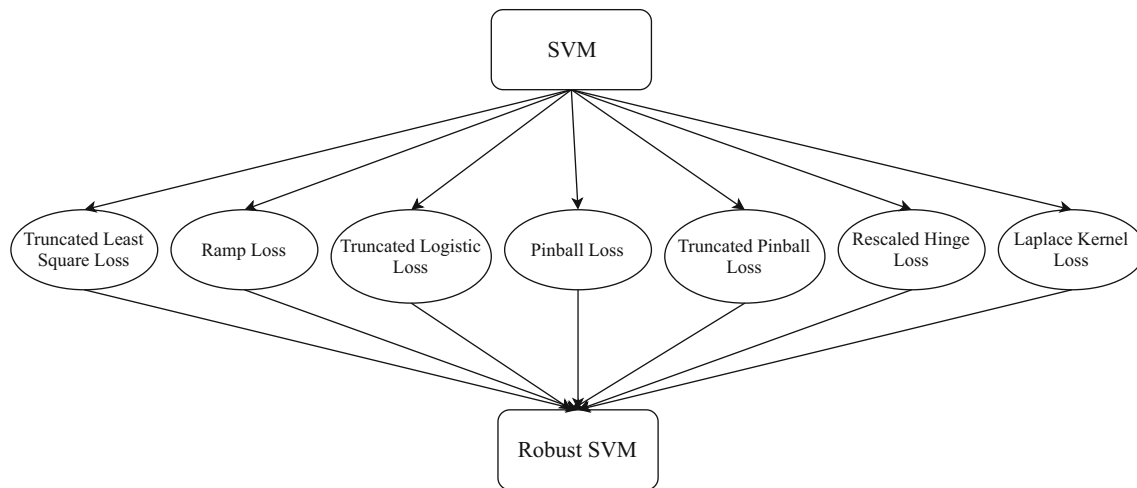 SVM
Truncated Least
Square Loss
Ramp Loss
Truncated Logistic
Loss
Pinball Loss
Truncated Pinball
Loss
Rescaled Hinge
Loss
Laplace Kernel
Loss
Robust SVM